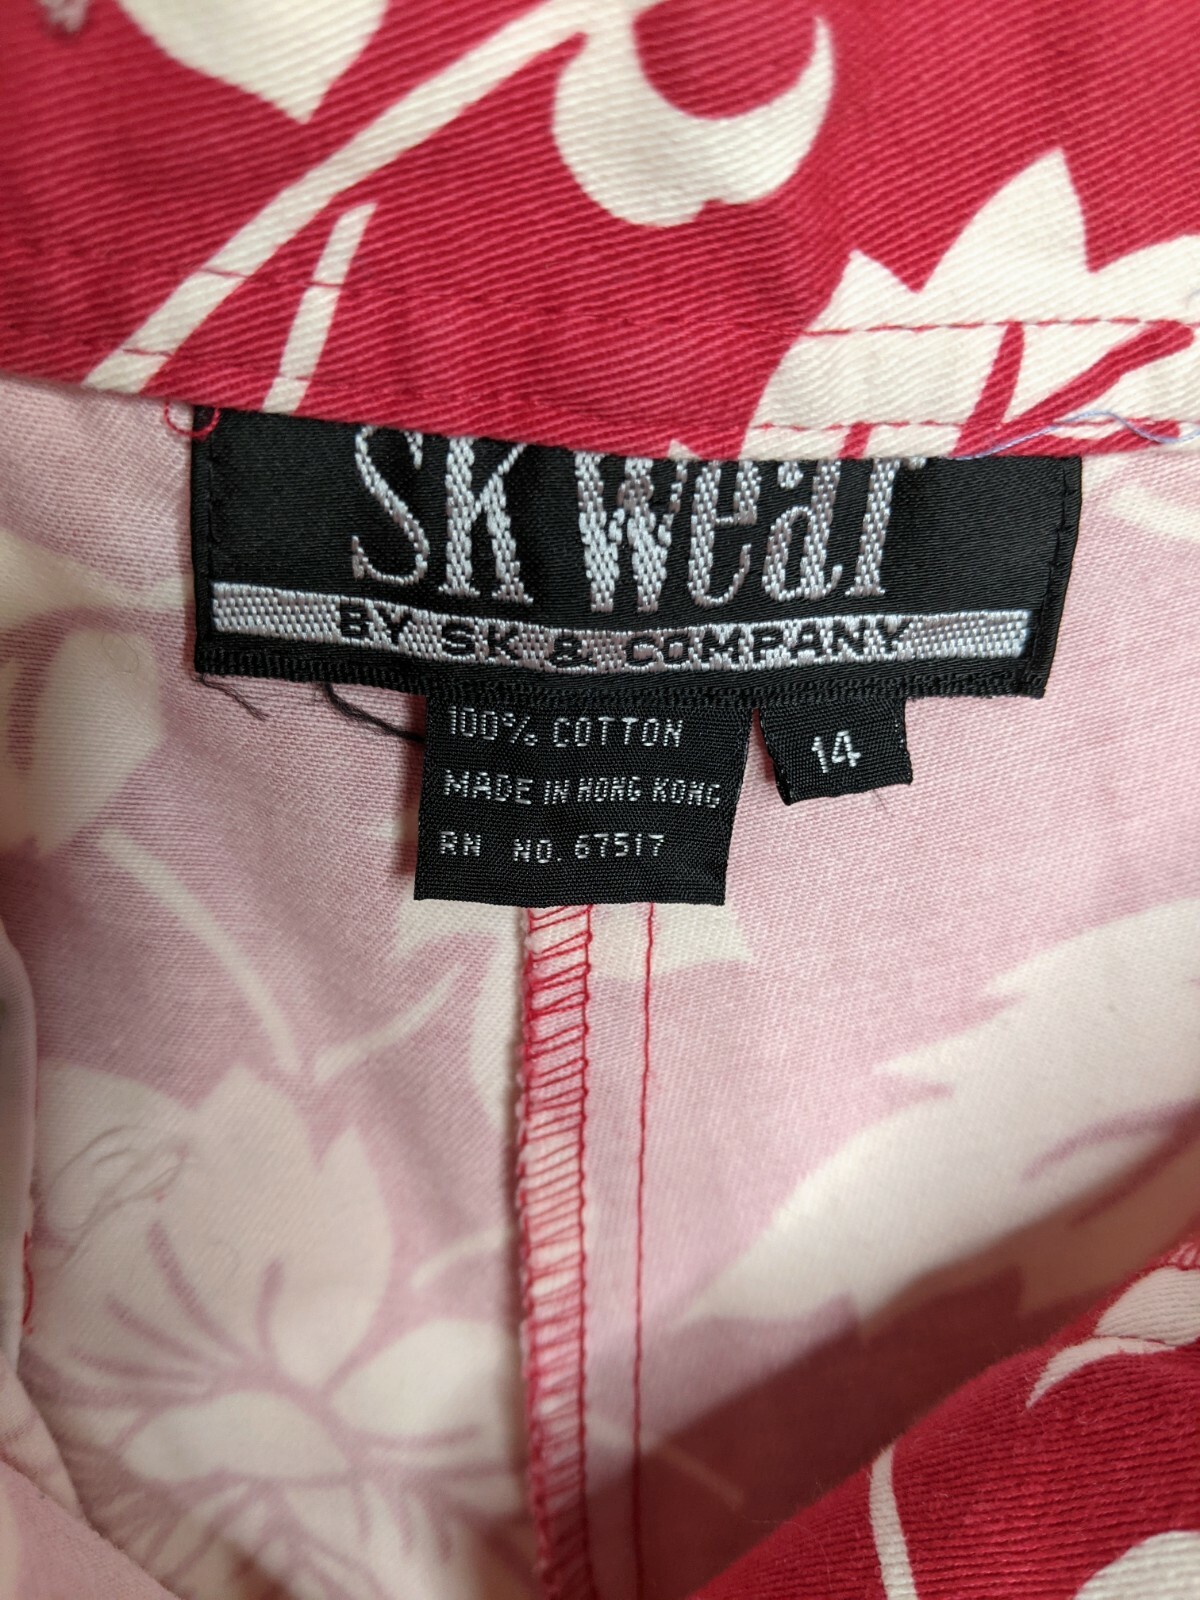 SK Wear
BY SK & COMPANY
100% COTTON
14
MADE IN HONG KONG
RN NO. 67517